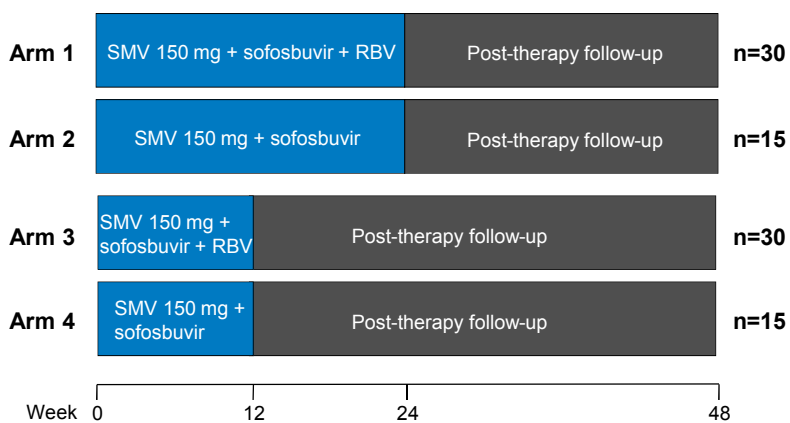 Arm 1 SMV 150 mg + sofosbuvir + RBV Post-therapy follow-up n=30
Arm 2 SMV 150 mg + sofosbuvir Post-therapy follow-up n=15
Arm 3 SMV 150 mg +
sofosbuvir + RBV Post-therapy follow-up n=30
Arm 4 SMV 150 mg +
sofosbuvir Post-therapy follow-up n=15
Week 0 12 24 48